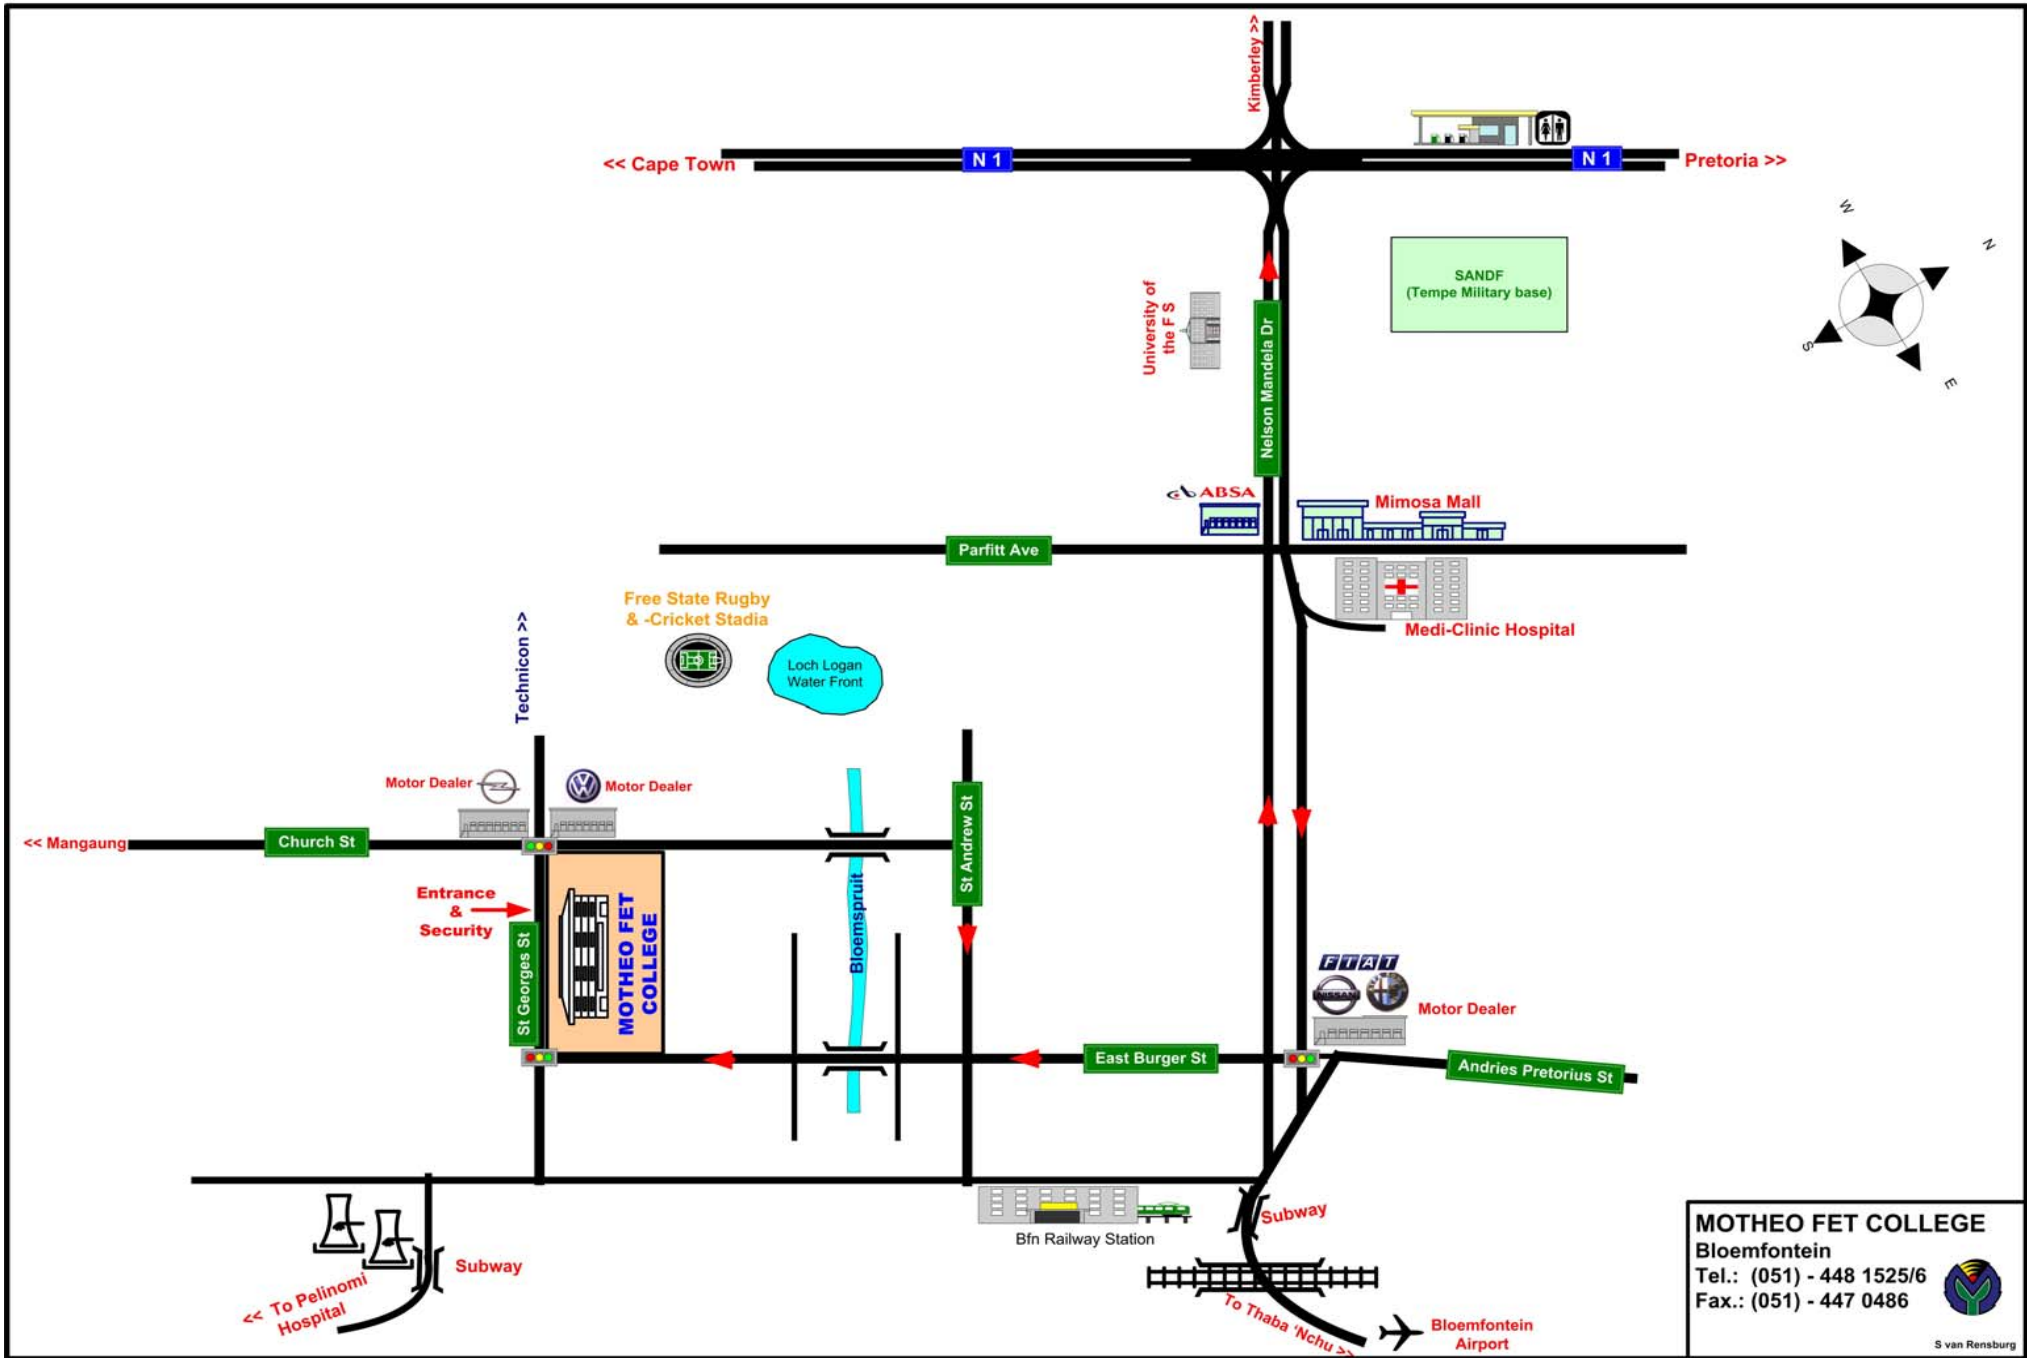 Kimberley >>
<< Cape Town
N 1
N 1
Pretoria >>
W
N
S
E
SANDF
(Tempe Military base)
University of
the F S
Nelson Mandela Dr
ABSA
Mimosa Mall
Parfitt Ave
Medi-Clinic Hospital
Free State Rugby
& -Cricket Stadia
Loch Logan
Water Front
Technicon >>
Motor Dealer
Motor Dealer
<< Mangaung
Church St
St Andrew St
Entrance
&
Security
St Georges St
MOTHEO FET
COLLEGE
Bloemspruit
FIAT
NISSAN
Motor Dealer
East Burger St
Andries Pretorius St
Bfn Railway Station
Subway
Subway
<< To Pelinomi
Hospital
To Thaba 'Nchu >>
Bloemfontein
Airport
MOTHEO FET COLLEGE
Bloemfontein
Tel.: (051) - 448 1525/6
Fax.: (051) - 447 0486
S van Rensburg